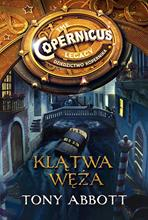 THE
COPERNICUS
LEGACY
DZIEDZICTWO KOPERNIKA
KLĄTWA
WĘŻA
TONY ABBOTT